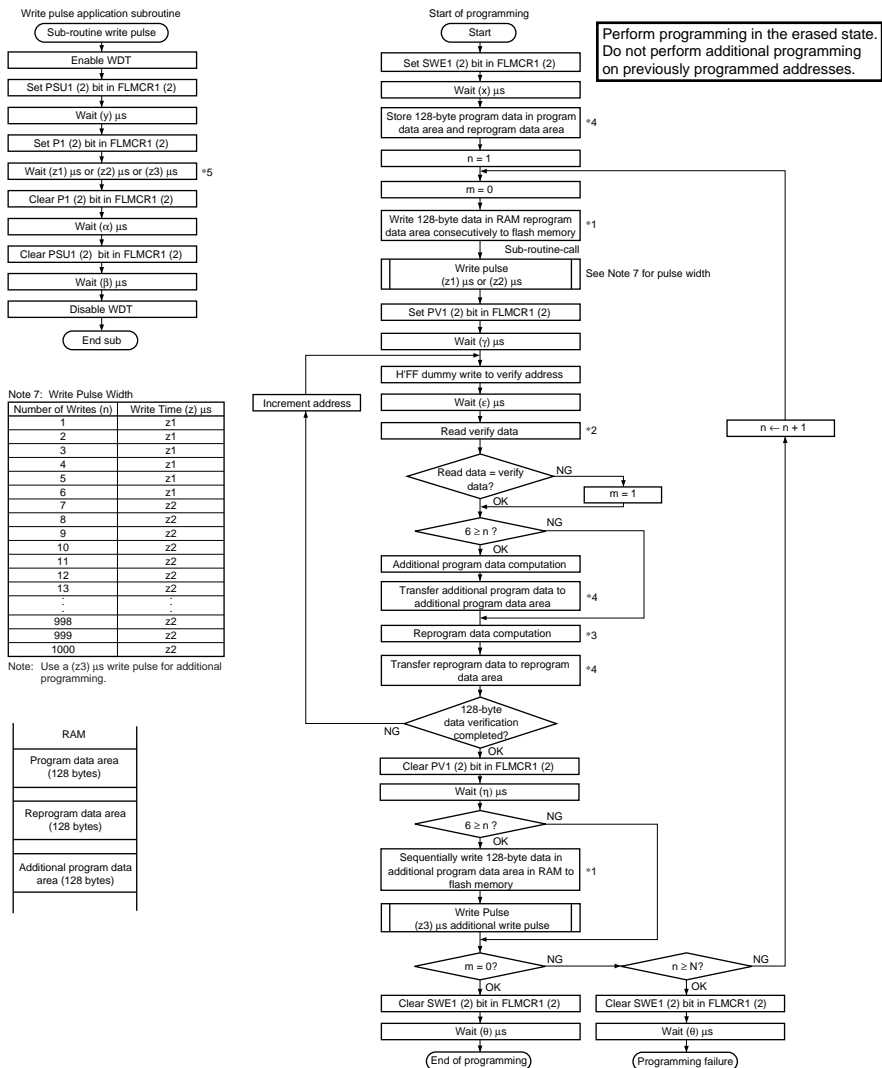 Write pulse application subroutine
Sub-routine write pulse
Enable WDT
Set PSU1 (2) bit in FLMCR1 (2)
Wait (y) μs
Set P1 (2) bit in FLMCR1 (2)
Wait (z1) μs or (z2) μs or (z3) μs
*5
Clear P1 (2) bit in FLMCR1 (2)
Wait (α) μs
Clear PSU1 (2) bit in FLMCR1 (2)
Wait (β) μs
Disable WDT
End sub
Note 7: Write Pulse Width
Number of Writes (n) Write Time (z) μs
1 z1
2 z1
3 z1
4 z1
5 z1
6 z1
7 z2
8 z2
9 z2
10 z2
11 z2
12 z2
13 z2
: :
: :
998 z2
999 z2
1000 z2
Note: Use a (z3) μs write pulse for additional
programming.
RAM
Program data area
(128 bytes)
Reprogram data area
(128 bytes)
Additional program data
area (128 bytes)
Start of programming
Start
Perform programming in the erased state.
Do not perform additional programming
on previously programmed addresses.
Set SWE1 (2) bit in FLMCR1 (2)
Wait (x) μs
Store 128-byte program data in program
data area and reprogram data area
*4
n = 1
m = 0
Write 128-byte data in RAM reprogram
data area consecutively to flash memory
*1
Sub-routine-call
Write pulse
(z1) μs or (z2) μs
See Note 7 for pulse width
Set PV1 (2) bit in FLMCR1 (2)
Wait (γ) μs
H'FF dummy write to verify address
Increment address
Wait (ε) μs
Read verify data
*2
n ← n + 1
Read data = verify
data?
NG
m = 1
OK
6 ≥ n ?
NG
OK
Additional program data computation
Transfer additional program data to
additional program data area
*4
Reprogram data computation
*3
Transfer reprogram data to reprogram
data area
*4
128-byte
data verification
completed?
NG
OK
Clear PV1 (2) bit in FLMCR1 (2)
Wait (η) μs
6 ≥ n ?
NG
OK
Sequentially write 128-byte data in
additional program data area in RAM to
flash memory
*1
Write Pulse
(z3) μs additional write pulse
m = 0?
NG
n ≥ N?
NG
OK
OK
Clear SWE1 (2) bit in FLMCR1 (2)
Clear SWE1 (2) bit in FLMCR1 (2)
Wait (θ) μs
Wait (θ) μs
End of programming
Programming failure